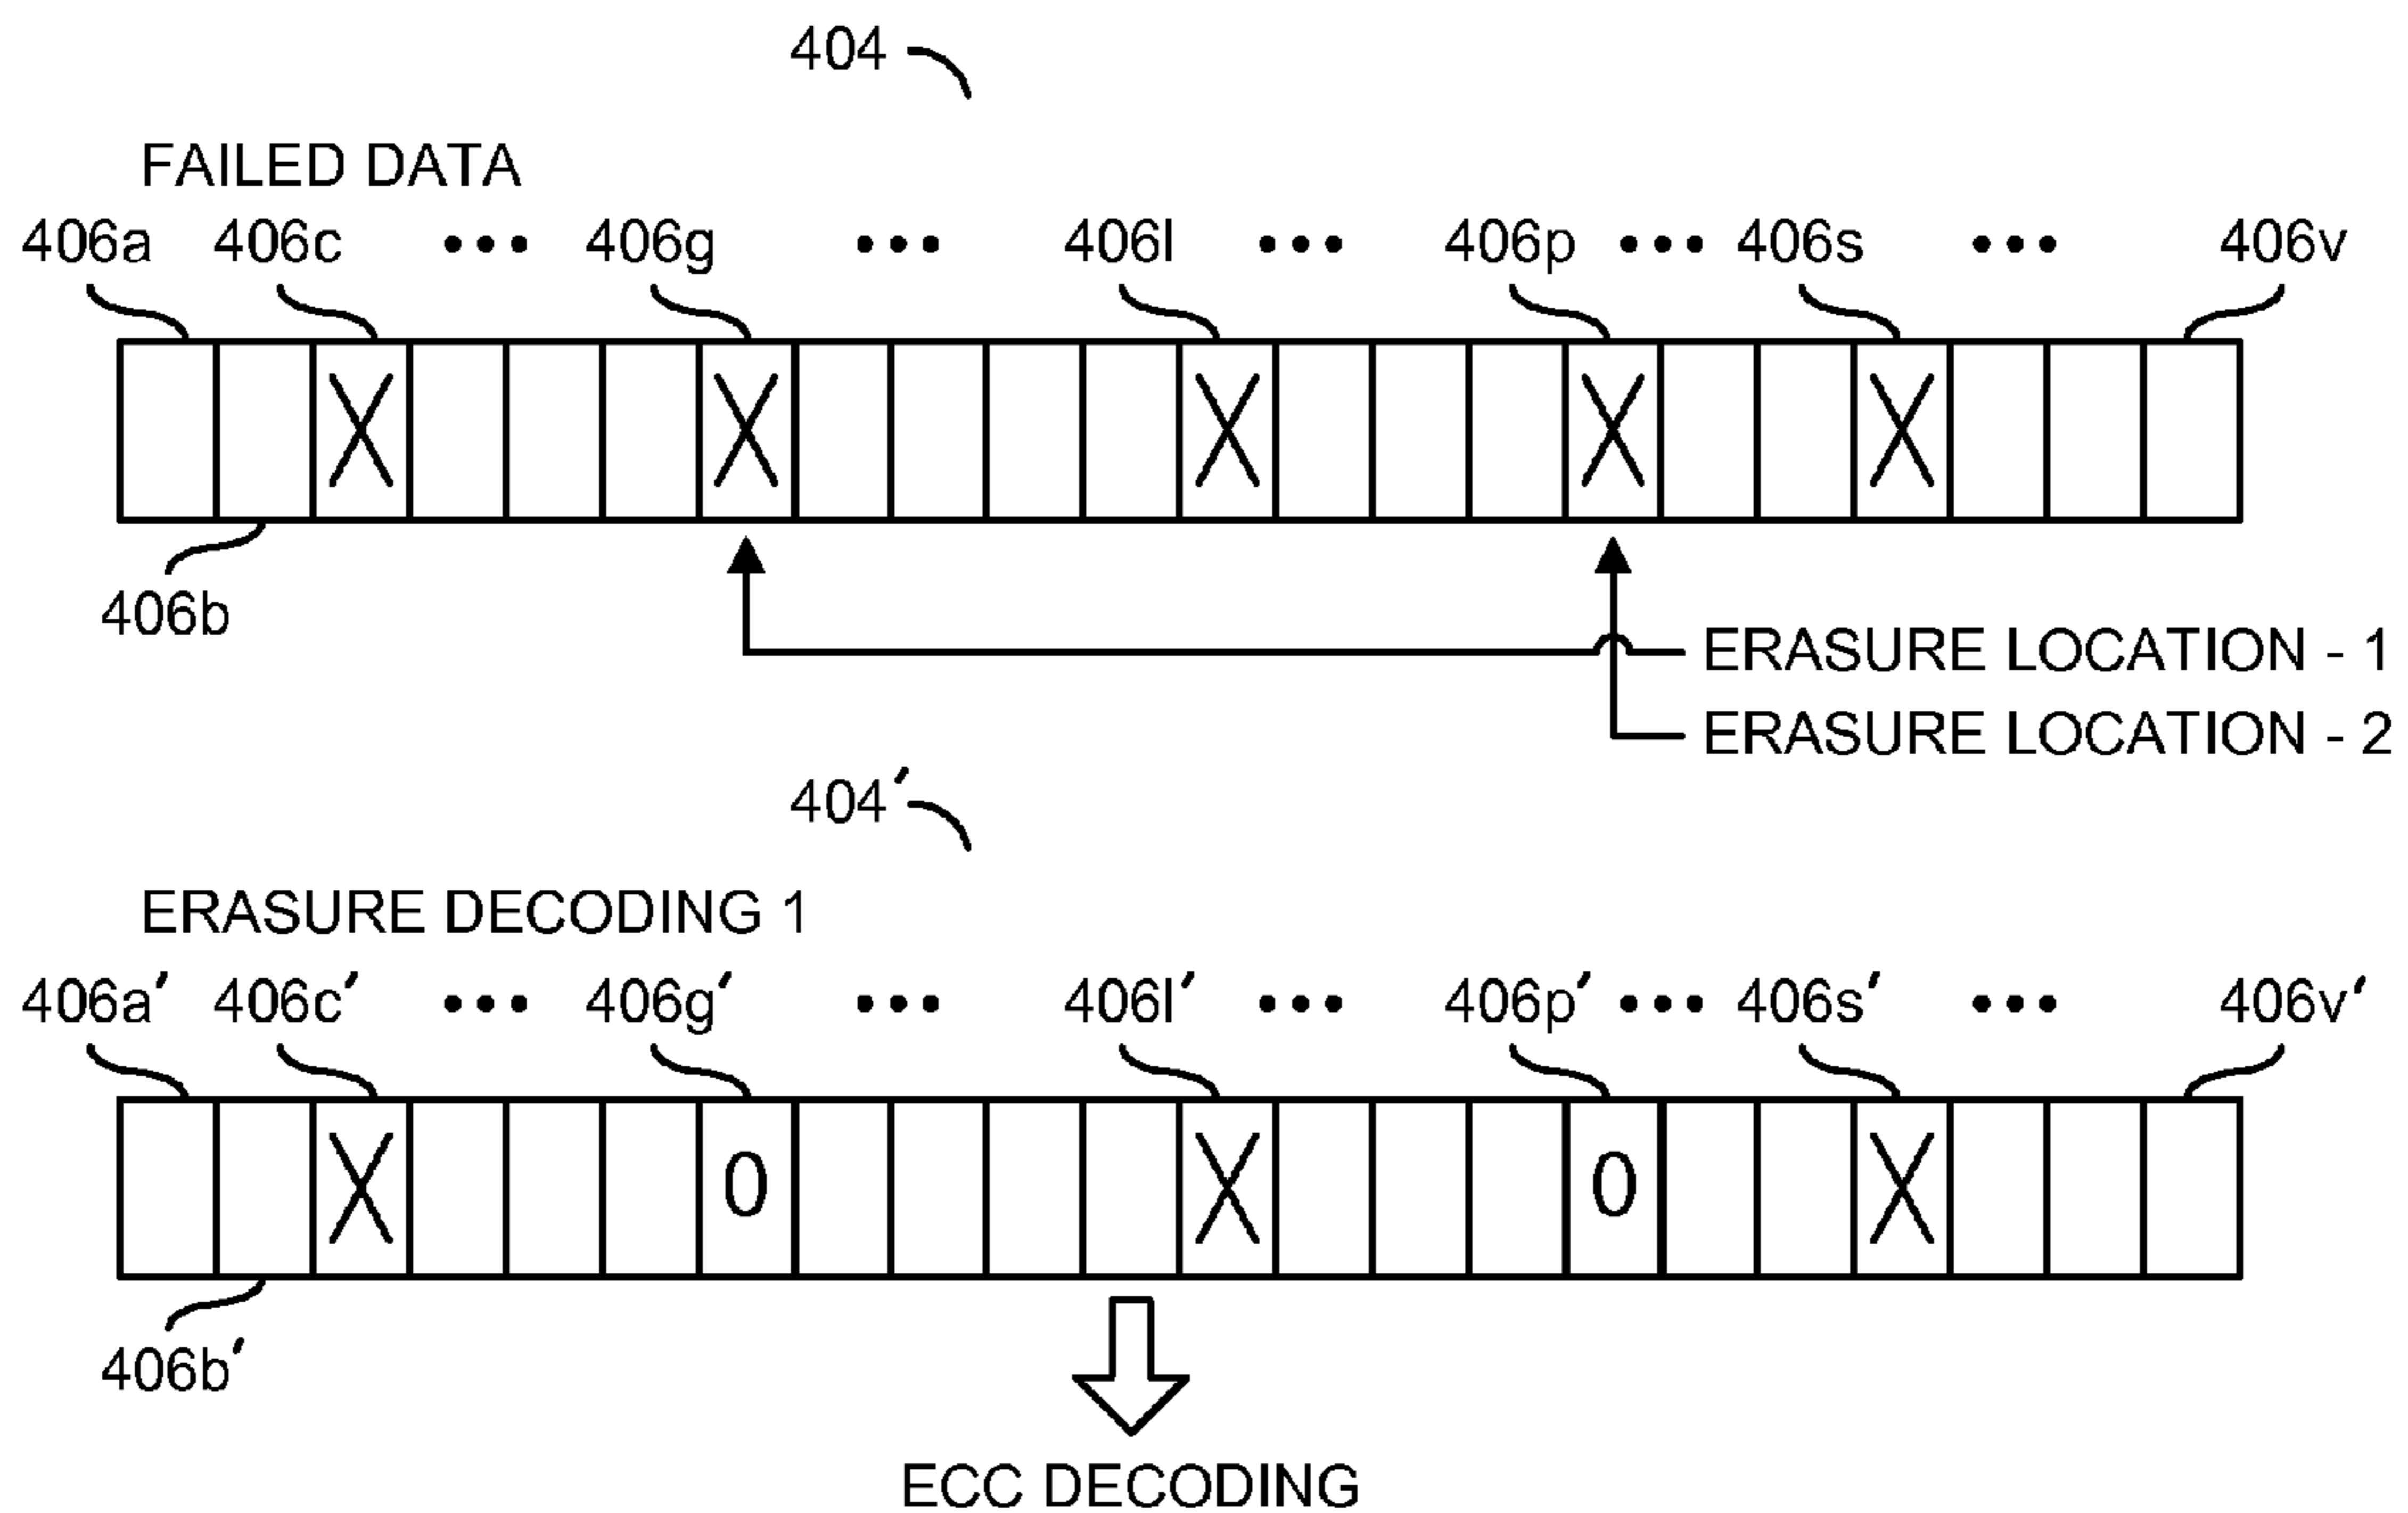 404
FAILED DATA
406a 406c ••• 406g ••• 406l ••• 406p ••• 406s ••• 406v
X X X X X
406b
ERASURE LOCATION - 1
ERASURE LOCATION - 2
404′
ERASURE DECODING 1
406a′ 406c′ ••• 406g′ ••• 406l′ ••• 406p′ ••• 406s′ ••• 406v′
X 0 X 0 X
406b′
ECC DECODING